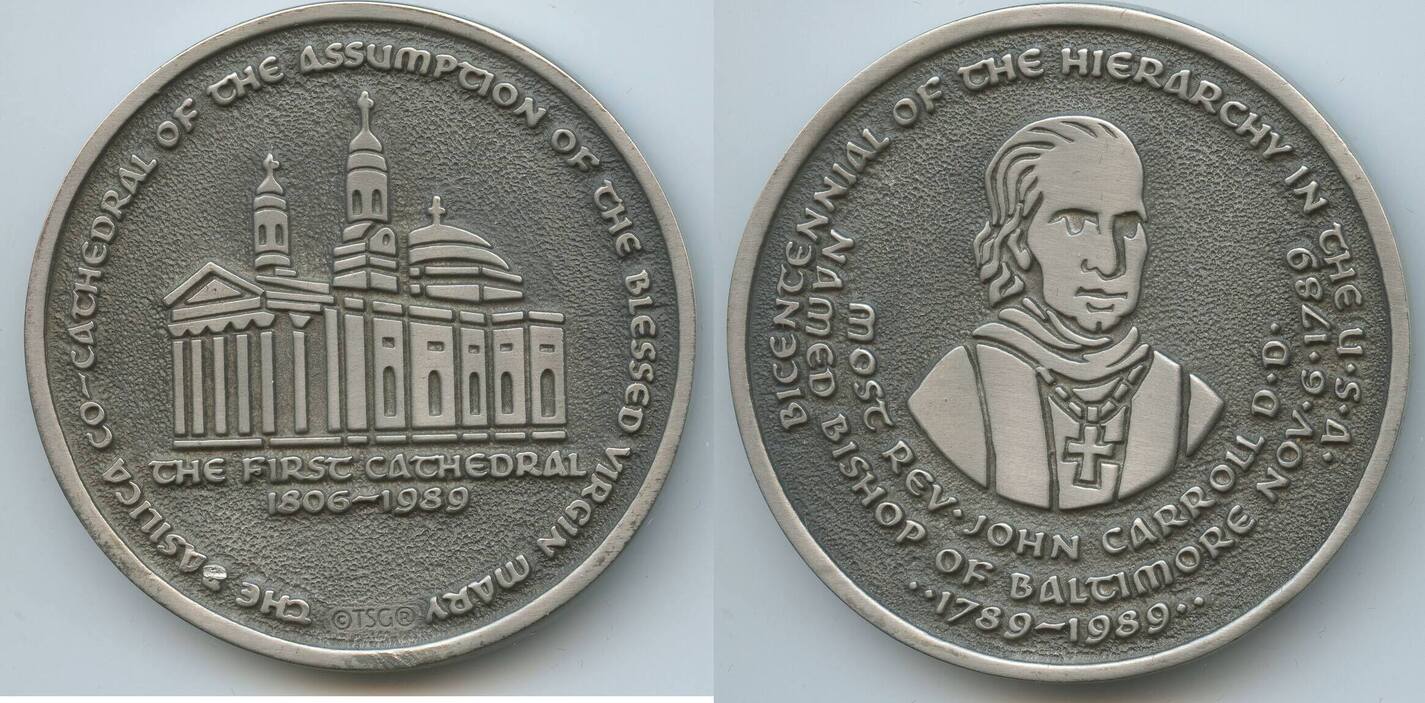 THE BASILICA CO~CATHEDRAL OF THE ASSUMPTION OF THE BLESSED VIRGIN MARY
THE FIRST CATHEDRAL
1806~1989
©TSG®
BICENTENNIAL OF THE HIERARCHY IN THE U.S.A.
MOST REV. JOHN CARROLL D.D.
NAMED BISHOP OF BALTIMORE NOV.6.1789
..1789~1989..